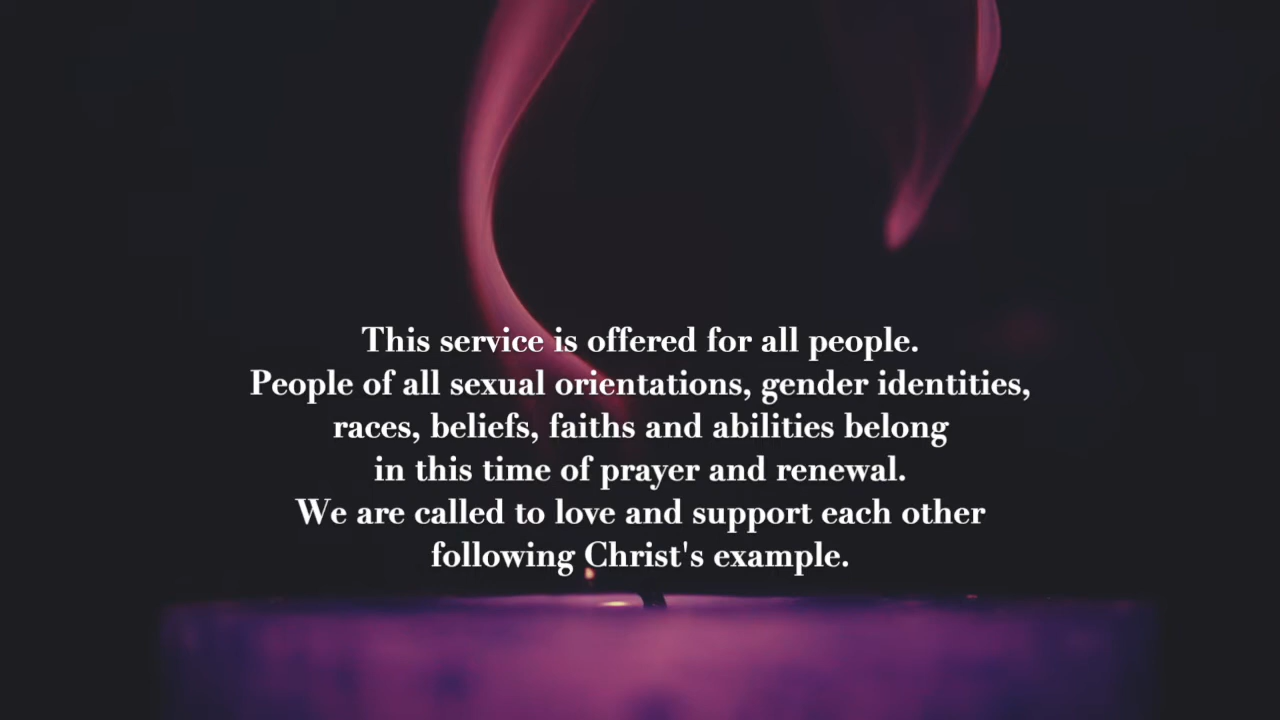 This service is offered for all people.
People of all sexual orientations, gender identities,
races, beliefs, faiths and abilities belong
in this time of prayer and renewal.
We are called to love and support each other
following Christ's example.